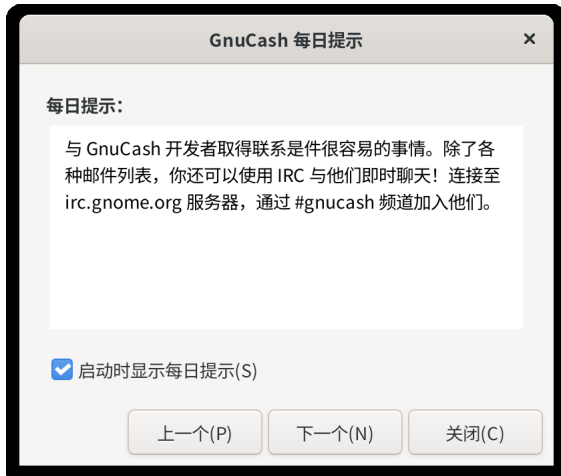 GnuCash 每日提示
每日提示：
与 GnuCash 开发者取得联系是件很容易的事情。除了各
种邮件列表，你还可以使用 IRC 与他们即时聊天！连接至
irc.gnome.org 服务器，通过 #gnucash 频道加入他们。
启动时显示每日提示(S)
上一个(P) 下一个(N) 关闭(C)